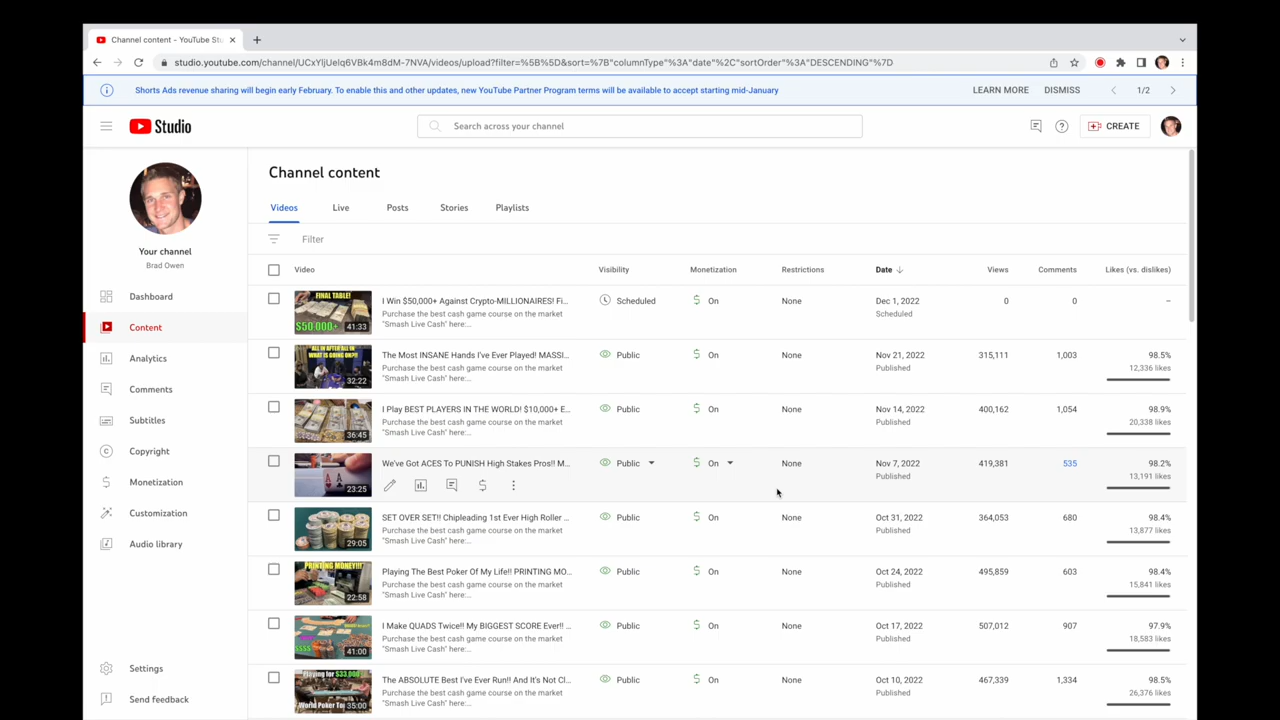 Channel content - YouTube Stu
studio.youtube.com/channel/UCxYljUelq6VBk4m8dM-7NVA/videos/upload?filter=%5B%5D&sort=%7B"columnType"%3A"date"%2C"sortOrder"%3A"DESCENDING"%7D
Shorts Ads revenue sharing will begin early February. To enable this and other updates, new YouTube Partner Program terms will be available to accept starting mid-January LEARN MORE DISMISS 1/2
Studio Search across your channel CREATE
Channel content
Videos Live Posts Stories Playlists
Filter
Your channel
Brad Owen
Dashboard
Content
Analytics
Comments
Subtitles
Copyright
Monetization
Customization
Audio library
Settings
Send feedback
Video Visibility Monetization Restrictions Date Views Comments Likes (vs. dislikes)
FINAL TABLE!
$50,000+
41:33
I Win $50,000+ Against Crypto-MILLIONAIRES! Fi... Scheduled On None Dec 1, 2022 0 0 –
Purchase the best cash game course on the market Scheduled
"Smash Live Cash" here:...
ALL IN AFTER ALL IN
WHAT IS GOING ON?!!
32:22
The Most INSANE Hands I've Ever Played! MASSI... Public On None Nov 21, 2022 315,111 1,003 98.5%
Purchase the best cash game course on the market Published 12,336 likes
"Smash Live Cash" here:...
36:45
I Play BEST PLAYERS IN THE WORLD! $10,000+ E... Public On None Nov 14, 2022 400,162 1,054 98.9%
Purchase the best cash game course on the market Published 20,338 likes
"Smash Live Cash" here:...
23:25
We've Got ACES To PUNISH High Stakes Pros!! M... Public On None Nov 7, 2022 419,381 535 98.2%
Published 13,191 likes
29:05
SET OVER SET!! Chipleading 1st Ever High Roller ... Public On None Oct 31, 2022 364,053 680 98.4%
Purchase the best cash game course on the market Published 13,877 likes
"Smash Live Cash" here:...
PRINTING MONEY!!!
22:58
Playing The Best Poker Of My Life!! PRINTING MO... Public On None Oct 24, 2022 495,859 603 98.4%
Purchase the best cash game course on the market Published 15,841 likes
"Smash Live Cash" here:...
41:00
I Make QUADS Twice!! My BIGGEST SCORE Ever!! ... Public On None Oct 17, 2022 507,012 907 97.9%
Purchase the best cash game course on the market Published 18,583 likes
"Smash Live Cash" here:...
Playing for $33,000
World Poker To
35:00
The ABSOLUTE Best I've Ever Run!! And It's Not Cl... Public On None Oct 10, 2022 467,339 1,334 98.5%
Purchase the best cash game course on the market Published 26,376 likes
"Smash Live Cash" here:...